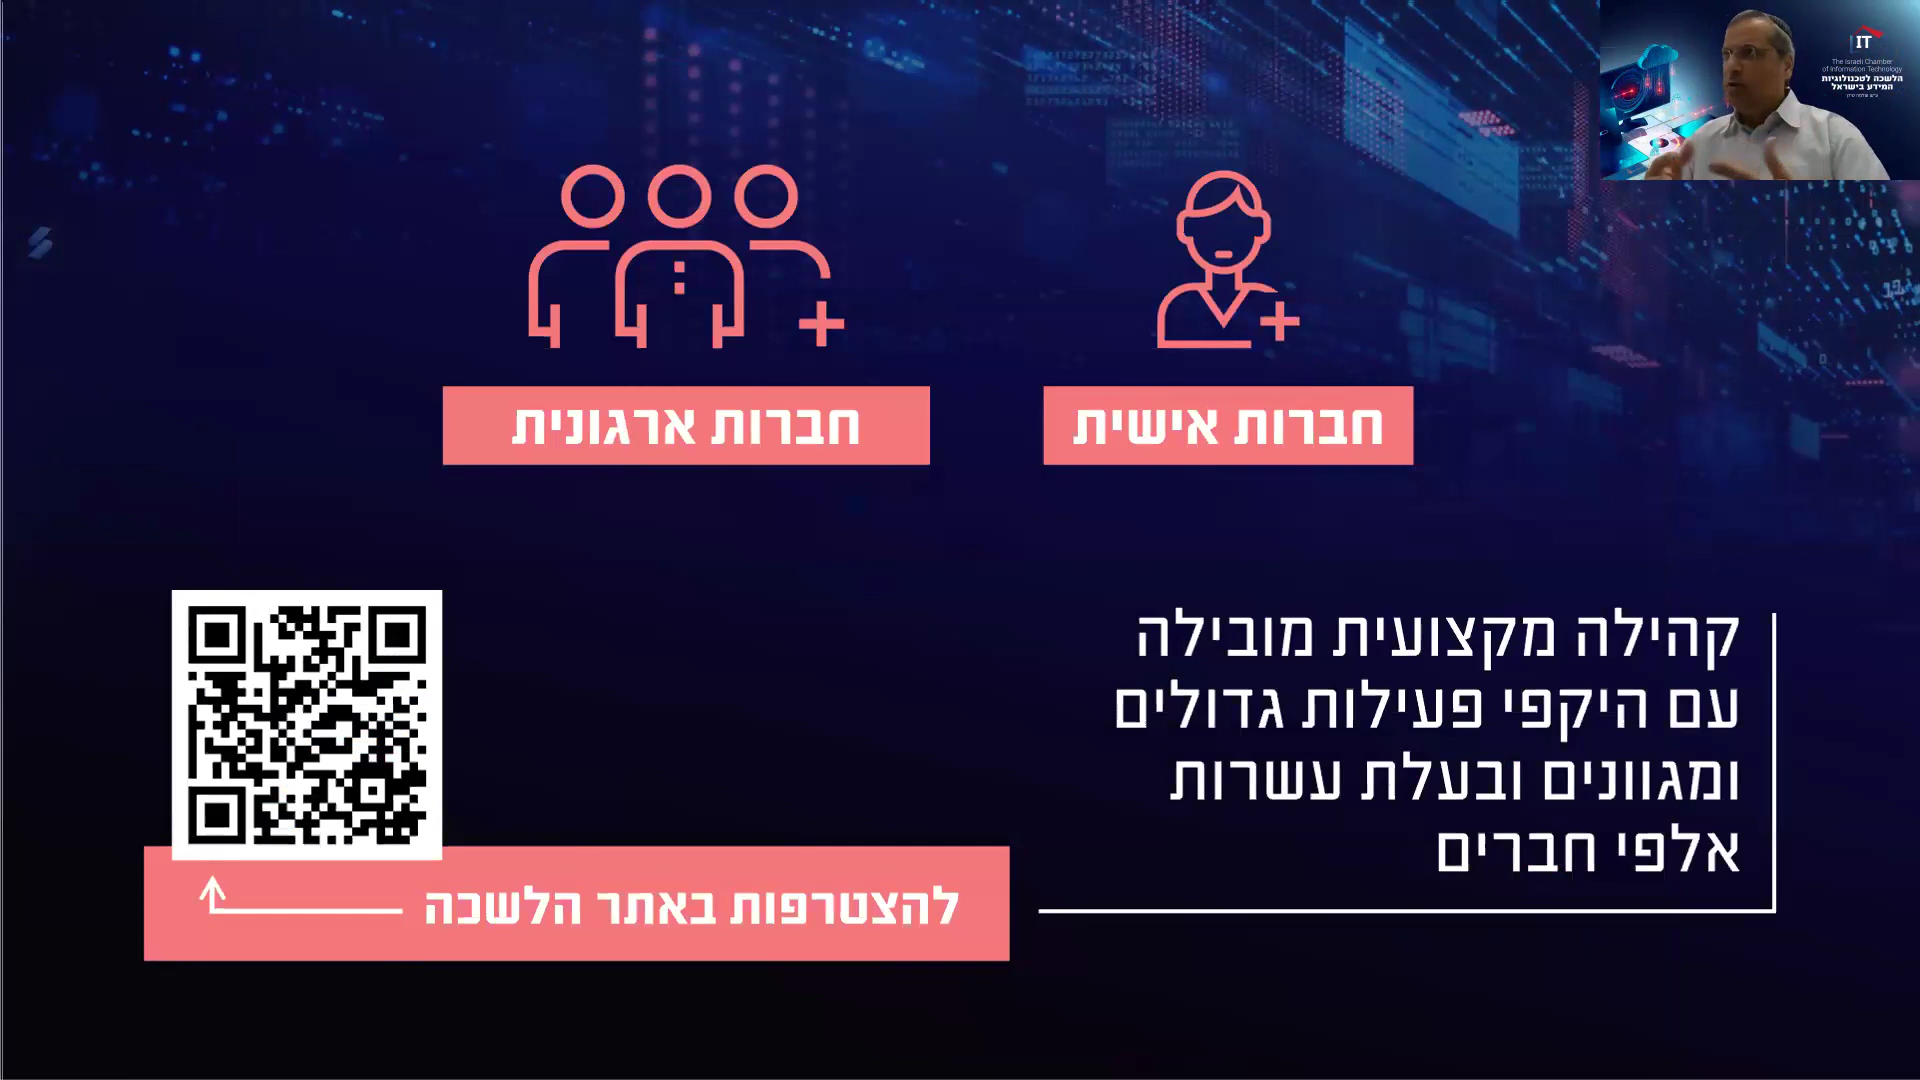 IT
The Israeli Chamber
of Information Technology
הלשכה לטכנולוגיות
המידע בישראל
חברות אישית
חברות ארגונית
קהילה מקצועית מובילה
עם היקפי פעילות גדולים
ומגוונים ובעלת עשרות
אלפי חברים
להצטרפות באתר הלשכה